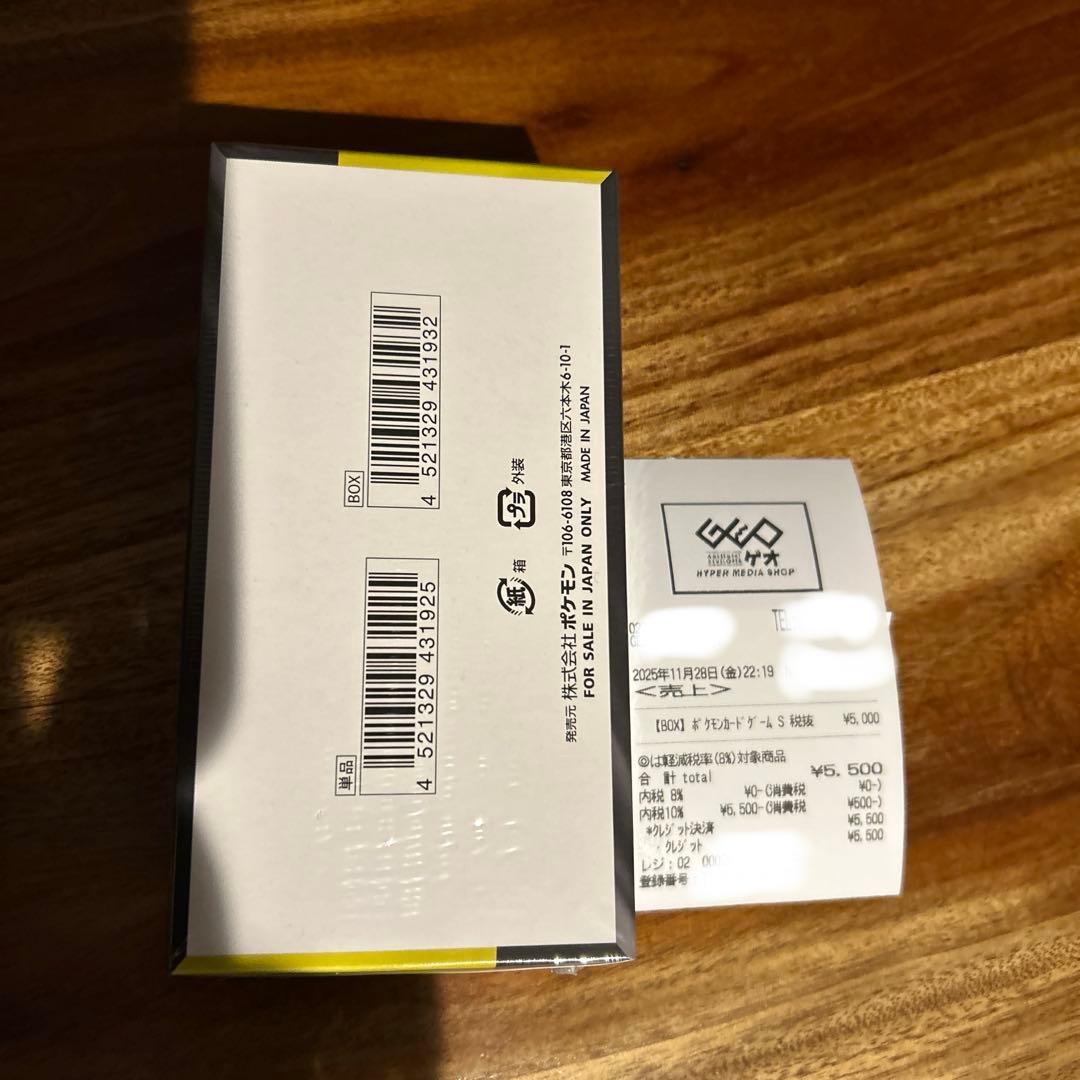 BOX
4 521329 431932
単品
4 521329 431925
紙 箱
プラ 外装
発売元 株式会社ポケモン 〒106-6108 東京都港区六本木6-10-1
FOR SALE IN JAPAN ONLY MADE IN JAPAN
GEO
ゲオ
HYPER MEDIA SHOP
TEL
2025年11月28日(金)22:19
<売上>
【BOX】ポケモンカードゲーム S 税抜 ¥5,000
◎は軽減税率(8%)対象商品
合 計 total ¥5,500
内税 8% ¥0-(消費税 ¥0-)
内税10% ¥5,500-(消費税 ¥500-)
*クレジット決済 ¥5,500
クレジット ¥5,500
レジ:02
登録番号